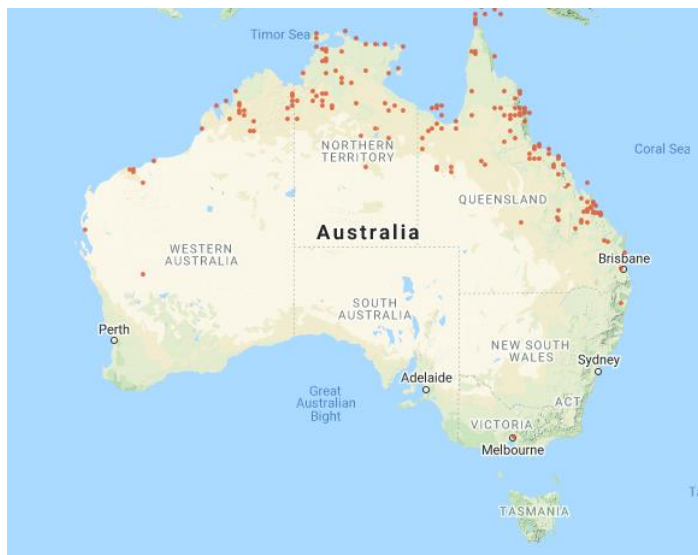 Timor Sea
Coral Sea
NORTHERN
TERRITORY
QUEENSLAND
Australia
WESTERN
AUSTRALIA
Brisbane
SOUTH
AUSTRALIA
Perth
NEW SOUTH
WALES
Sydney
Adelaide
Great
Australian
Bight
ACT
VICTORIA
Melbourne
TASMANIA